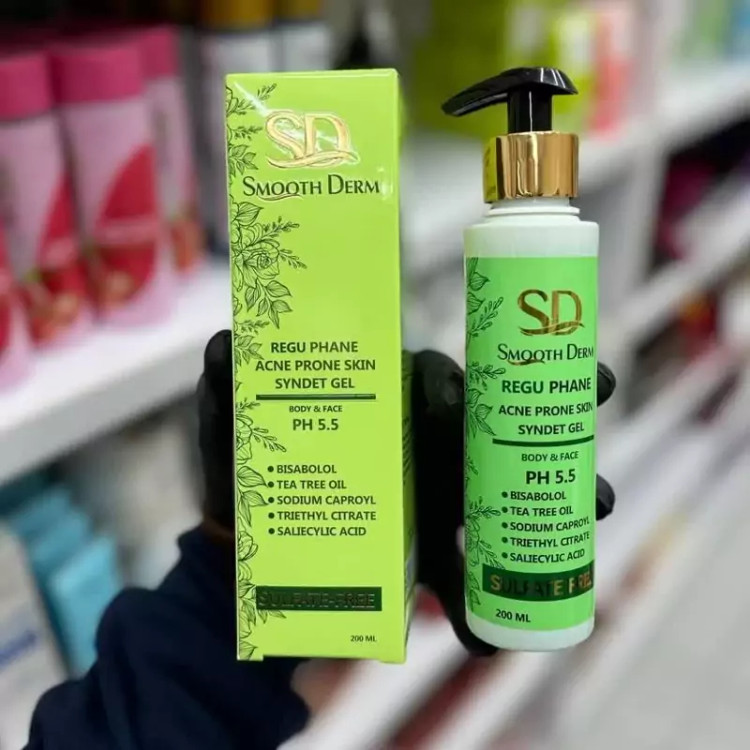 SD
SMOOTH DERM
REGU PHANE
ACNE PRONE SKIN
SYNDET GEL
BODY & FACE
PH 5.5
• BISABOLOL
• TEA TREE OIL
• SODIUM CAPROYL
• TRIETHYL CITRATE
• SALIECYLIC ACID
SULFATE-FREE
200 ML
SD
SMOOTH DERM
REGU PHANE
ACNE PRONE SKIN
SYNDET GEL
BODY & FACE
PH 5.5
• BISABOLOL
• TEA TREE OIL
• SODIUM CAPROYL
• TRIETHYL CITRATE
• SALIECYLIC ACID
SULFATE FREE
200 ML